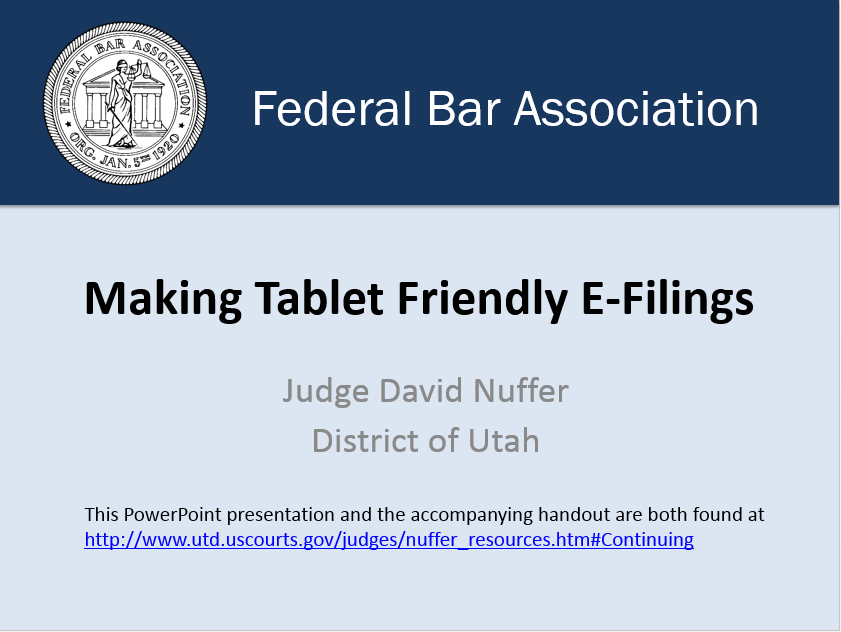 FEDERAL BAR ASSOCIATION
ORG. JAN. 5TH 1920
Federal Bar Association
Making Tablet Friendly E-Filings
Judge David Nuffer
District of Utah
This PowerPoint presentation and the accompanying handout are both found at
http://www.utd.uscourts.gov/judges/nuffer_resources.htm#Continuing